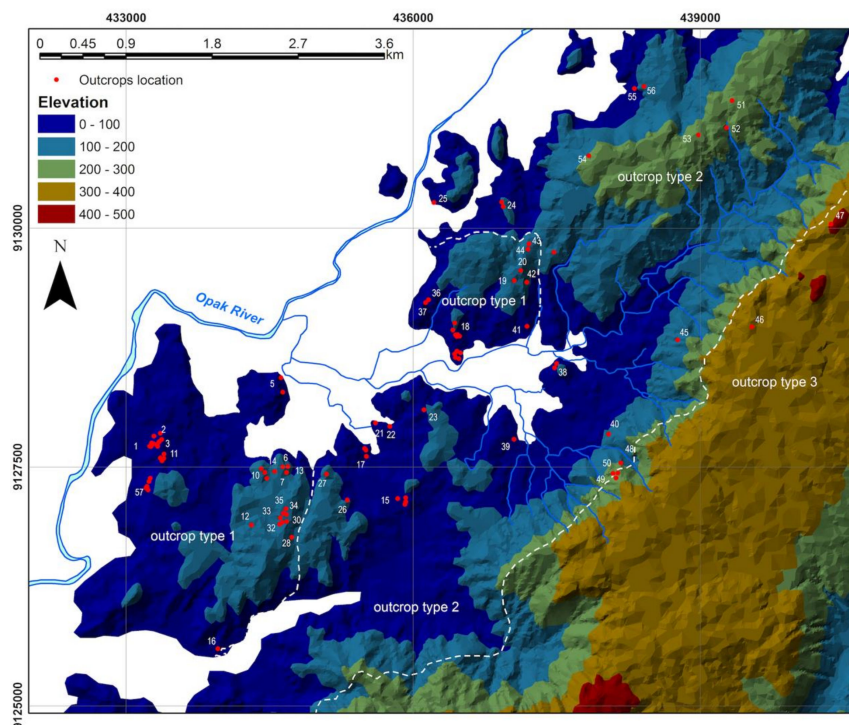 433000 436000 439000
0 0.45 0.9 1.8 2.7 3.6
km
Outcrops location
Elevation
0 - 100
100 - 200
200 - 300
300 - 400
400 - 500
N
55 56
51
53 52
54
outcrop type 2
25 24
9130000
47
43
44
20
19 42
36
37
outcrop type 1
Opak River
18
41
46
45
38
outcrop type 3
5
23
21 22
2
1 3
11
40
39
17
9127500
14 6
10 7 13
48
50
49
27
57
15
26
35
34
33
30
32
12
28
outcrop type 1
outcrop type 2
16
9125000